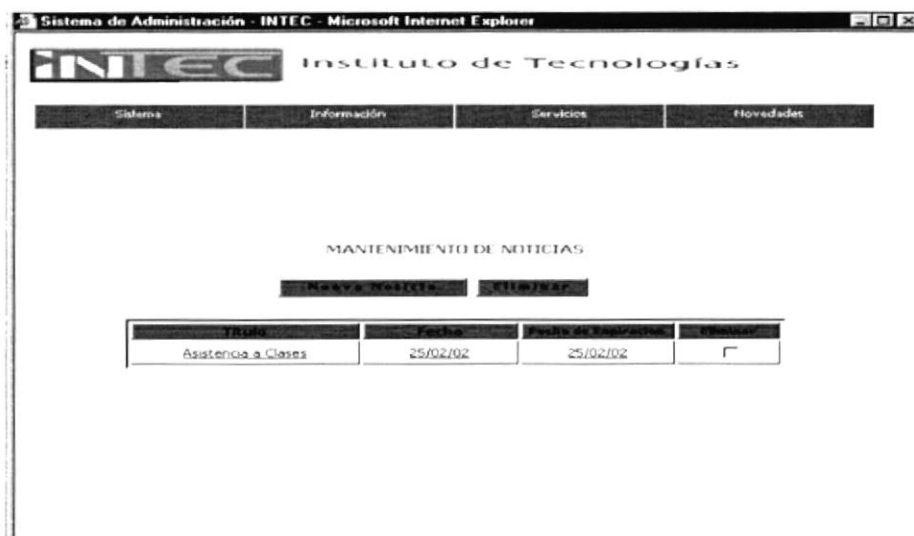 Sistema de Administración - INTEC - Microsoft Internet Explorer
INTEC Instituto de Tecnologías
Sistema Información Servicios Novedades
MANTENIMIENTO DE NOTICIAS
Nueva Noticia Eliminar
Título Fecha Fecha de Expiración Eliminar
Asistencia a Clases 25/02/02 25/02/02